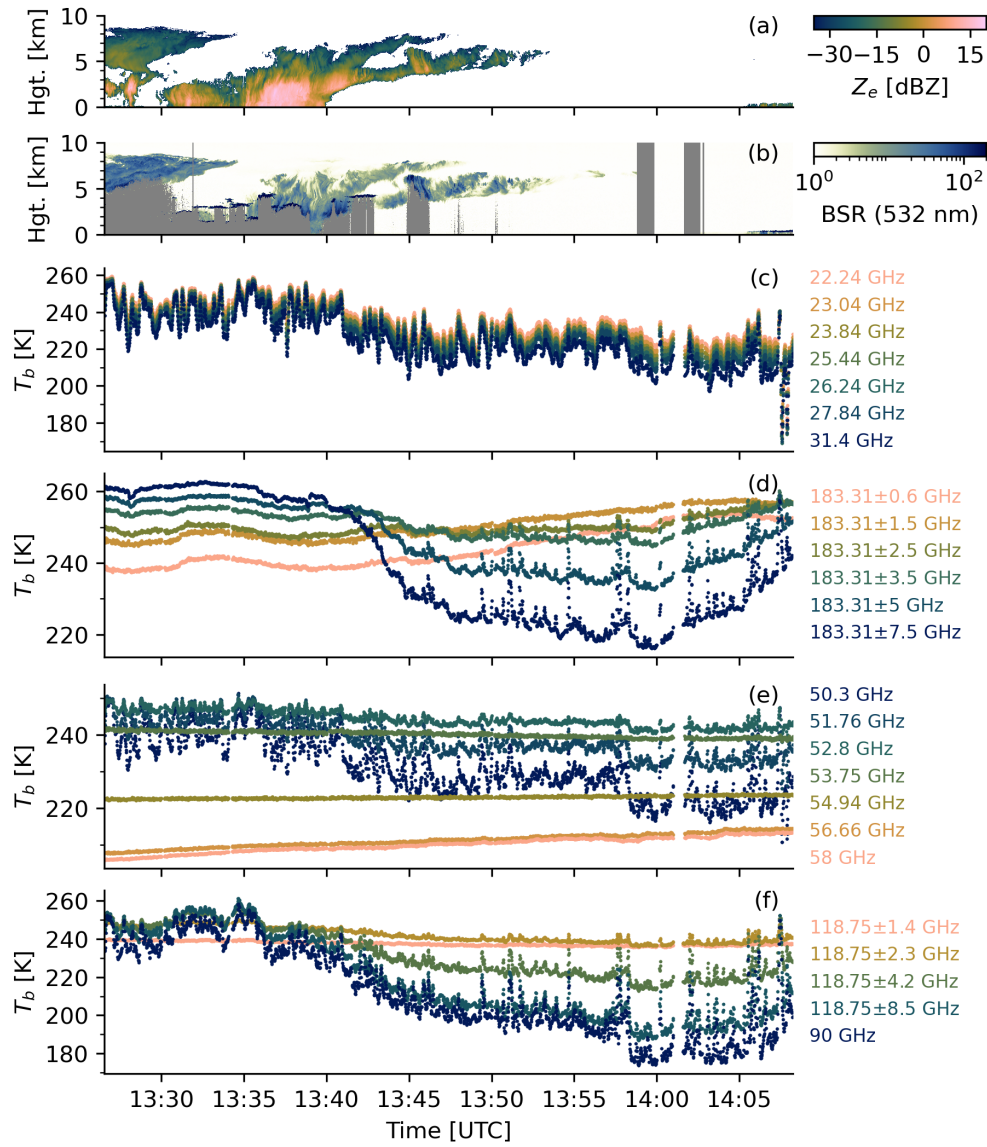 (a)
Hgt. [km]
10
5
0
−30 −15 0 15
Zₑ [dBZ]
(b)
Hgt. [km]
10
5
0
10⁰ 10²
BSR (532 nm)
(c)
T_b [K]
260
240
220
200
180
22.24 GHz
23.04 GHz
23.84 GHz
25.44 GHz
26.24 GHz
27.84 GHz
31.4 GHz
(d)
T_b [K]
260
240
220
183.31±0.6 GHz
183.31±1.5 GHz
183.31±2.5 GHz
183.31±3.5 GHz
183.31±5 GHz
183.31±7.5 GHz
(e)
T_b [K]
240
220
50.3 GHz
51.76 GHz
52.8 GHz
53.75 GHz
54.94 GHz
56.66 GHz
58 GHz
(f)
T_b [K]
260
240
220
200
180
118.75±1.4 GHz
118.75±2.3 GHz
118.75±4.2 GHz
118.75±8.5 GHz
90 GHz
13:30 13:35 13:40 13:45 13:50 13:55 14:00 14:05
Time [UTC]